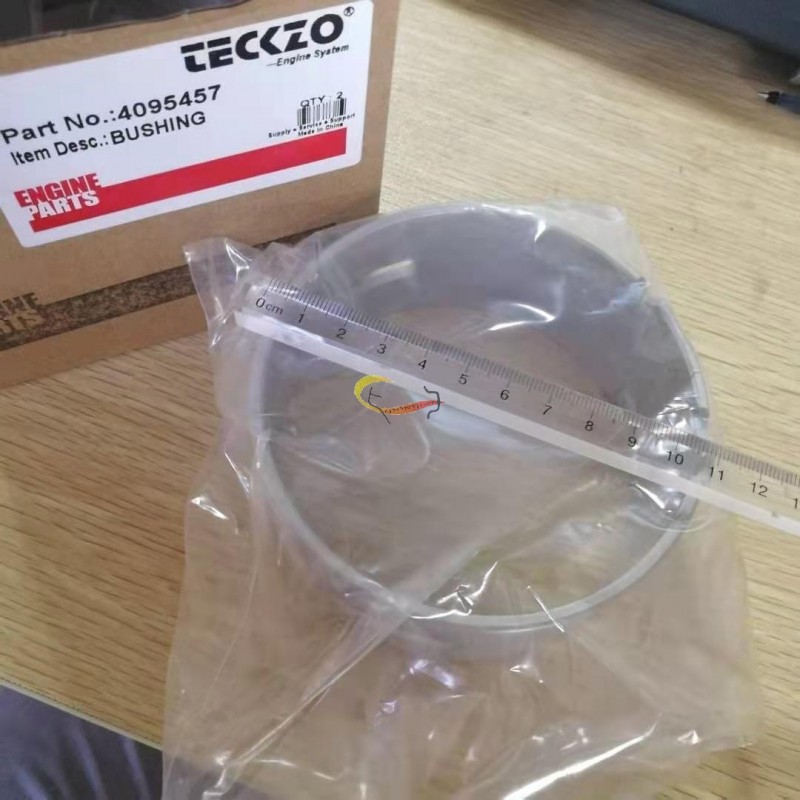 TECKZO®
—Engine System
Part No.:4095457
Item Desc.:BUSHING
QTY : 2
Supply • Service • Support
Made In China
ENGINE
PARTS
0cm 1 2 3 4 5 6 7 8 9 10 11 12